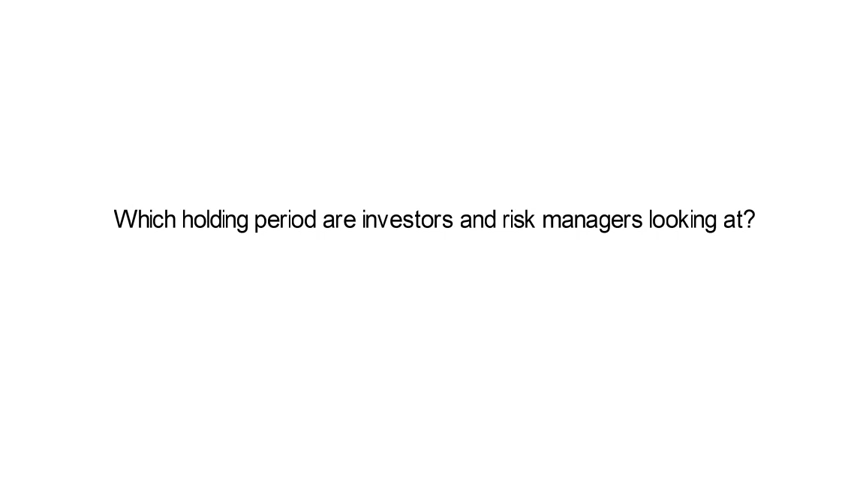 Which holding period are investors and risk managers looking at?